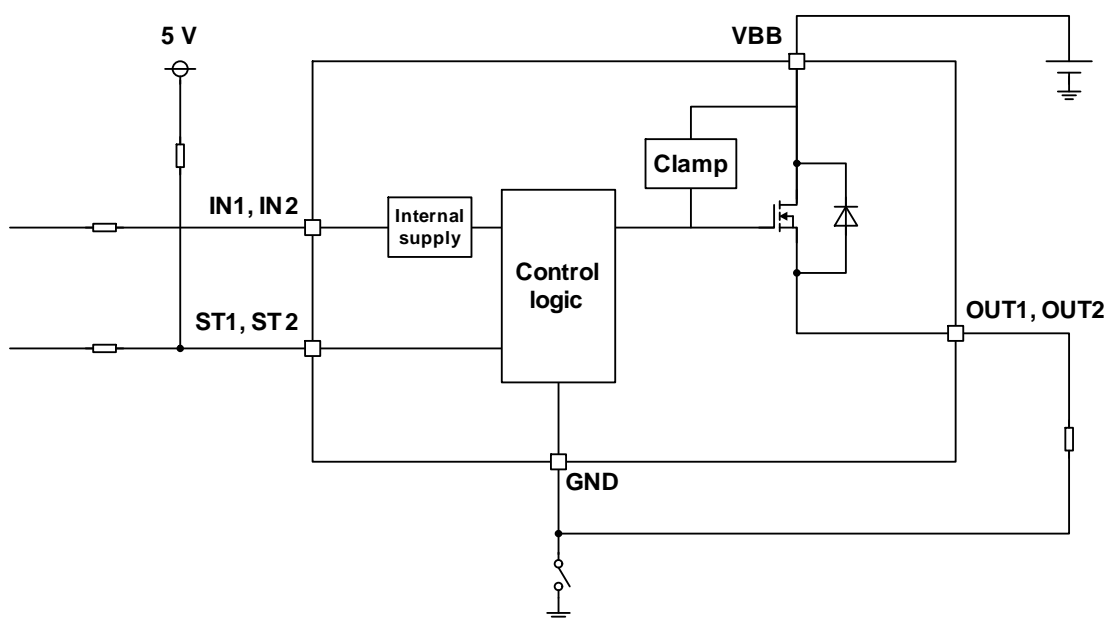 5 V
VBB
Clamp
IN1, IN2
Internal
supply
Control
logic
ST1, ST2
OUT1, OUT2
GND